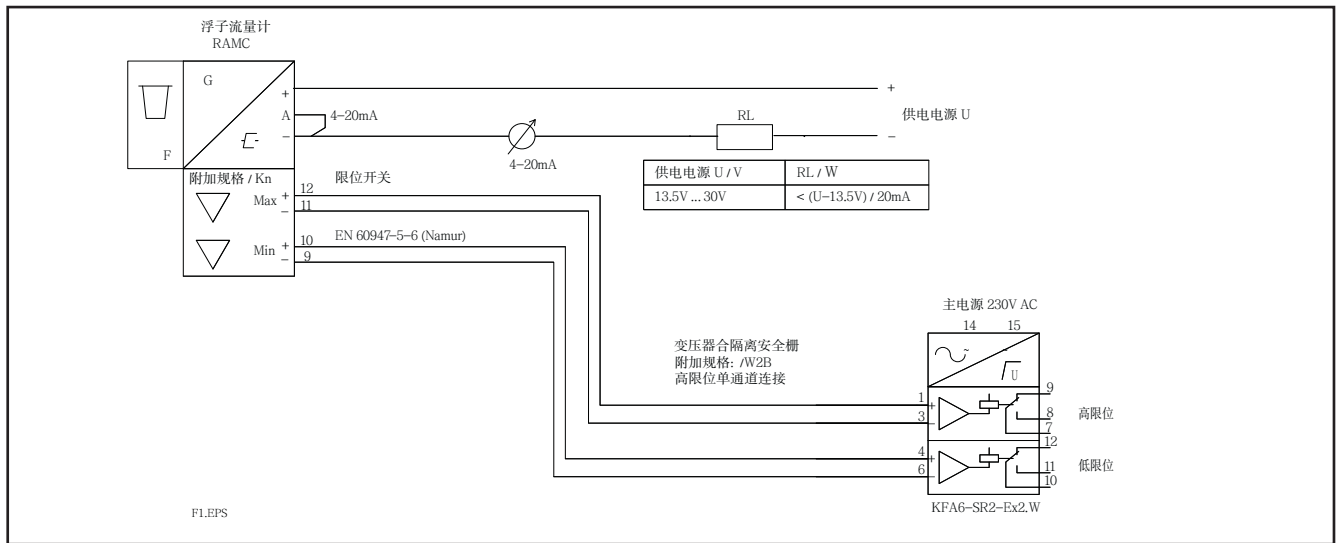 浮子流量计
RAMC
G
F
+
A
−
4−20mA
4−20mA
RL
+
供电电源 U
−
供电电源 U / V
RL / W
13.5V ... 30V
< (U−13.5V) / 20mA
附加规格 / Kn
限位开关
Max
+
12
−
11
Min
+
10
EN 60947−5−6 (Namur)
−
9
主电源 230V AC
14
15
~
U
变压器合隔离安全栅
附加规格: /W2B
高限位单通道连接
1
+
3
−
9
8
7
高限位
4
+
6
−
12
11
10
低限位
KFA6−SR2−Ex2.W
F1.EPS